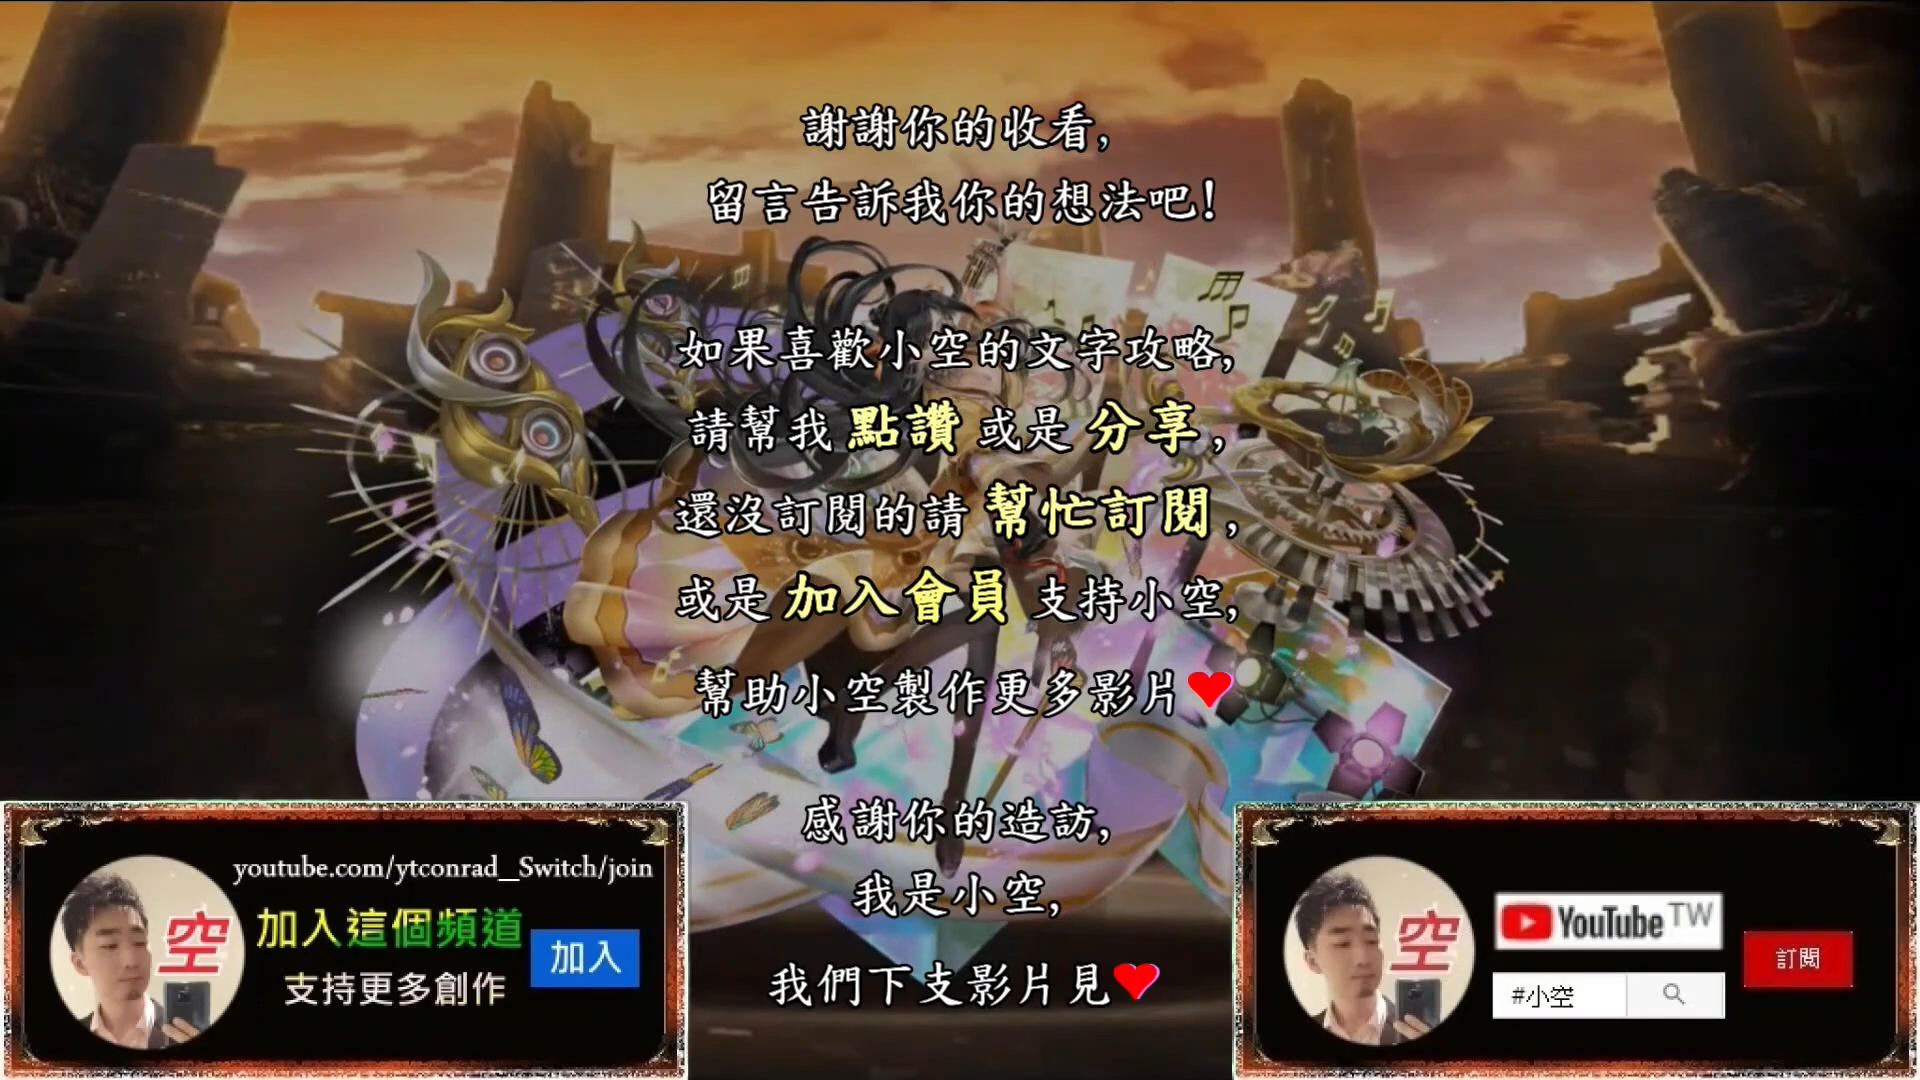 謝謝你的收看,
留言告訴我你的想法吧!
如果喜歡小空的文字攻略,
請幫我 點讚 或是 分享 ,
還沒訂閱的請 幫忙訂閱 ,
或是 加入會員 支持小空,
幫助小空製作更多影片❤
感謝你的造訪,
我是小空,
我們下支影片見❤
空
youtube.com/ytconrad_Switch/join
加入這個頻道
支持更多創作
加入
空
YouTube TW
#小空
訂閱